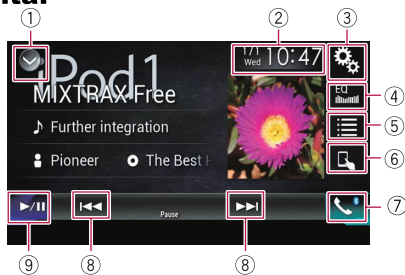 ① ② ③
iPod1
1/1
Wed 10:47
MIXTRAX Free
EQ
④
♪ Further integration
⑤
Pioneer The Best H
⑥
Pause
⑦
⑨ ⑧ ⑧